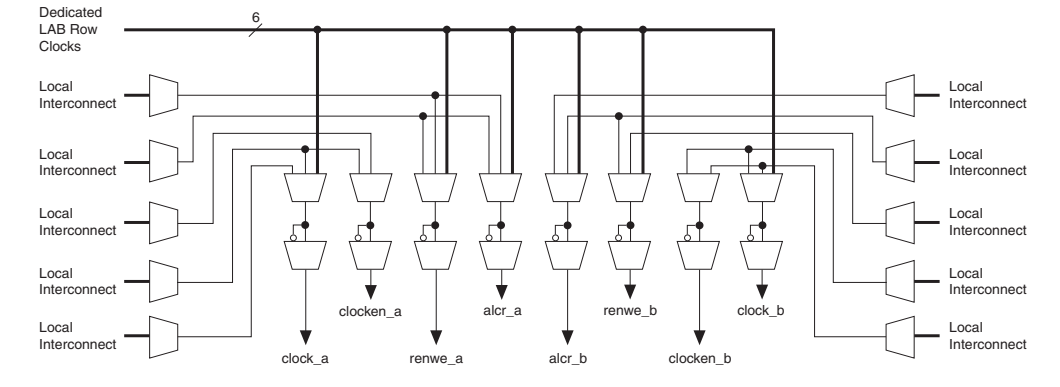 Dedicated
LAB Row
Clocks
6
Local
Interconnect
Local
Interconnect
Local
Interconnect
Local
Interconnect
Local
Interconnect
Local
Interconnect
Local
Interconnect
Local
Interconnect
Local
Interconnect
Local
Interconnect
clocken_a
alcr_a
renwe_b
clock_b
clock_a
renwe_a
alcr_b
clocken_b